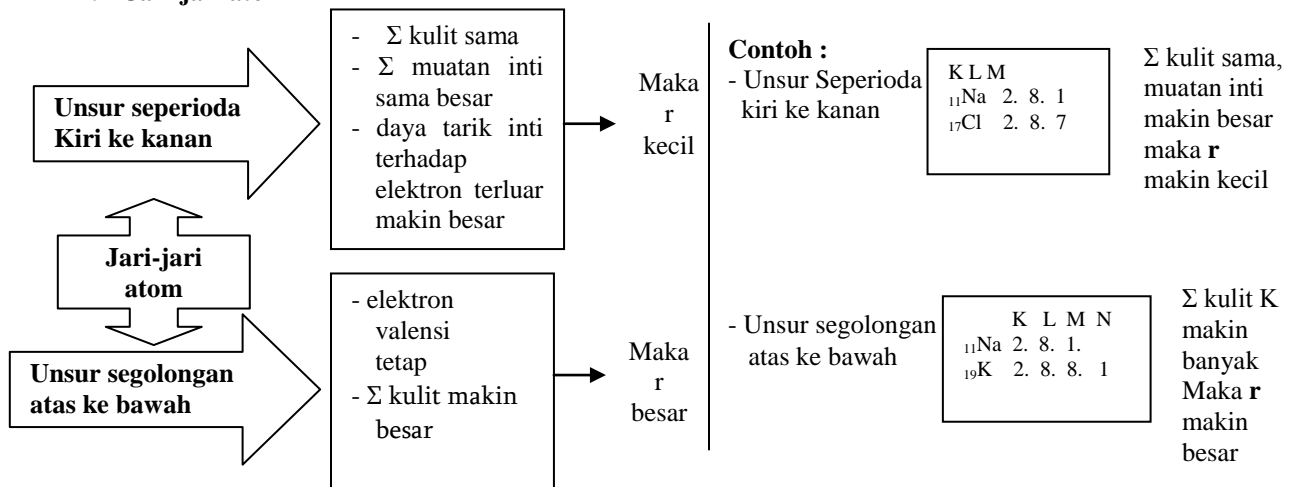 Unsur seperioda
Kiri ke kanan
- Σ kulit sama
- Σ muatan inti
sama besar
- daya tarik inti
terhadap
elektron terluar
makin besar
Maka
r
kecil
Jari-jari
atom
Unsur segolongan
atas ke bawah
- elektron
valensi
tetap
- Σ kulit makin
besar
Maka
r
besar
Contoh :
- Unsur Seperioda
kiri ke kanan
K L M
₁₁Na 2. 8. 1
₁₇Cl 2. 8. 7
Σ kulit sama,
muatan inti
makin besar
maka r
makin kecil
- Unsur segolongan
atas ke bawah
K L M N
₁₁Na 2. 8. 1.
₁₉K 2. 8. 8. 1
Σ kulit K
makin
banyak
Maka r
makin
besar